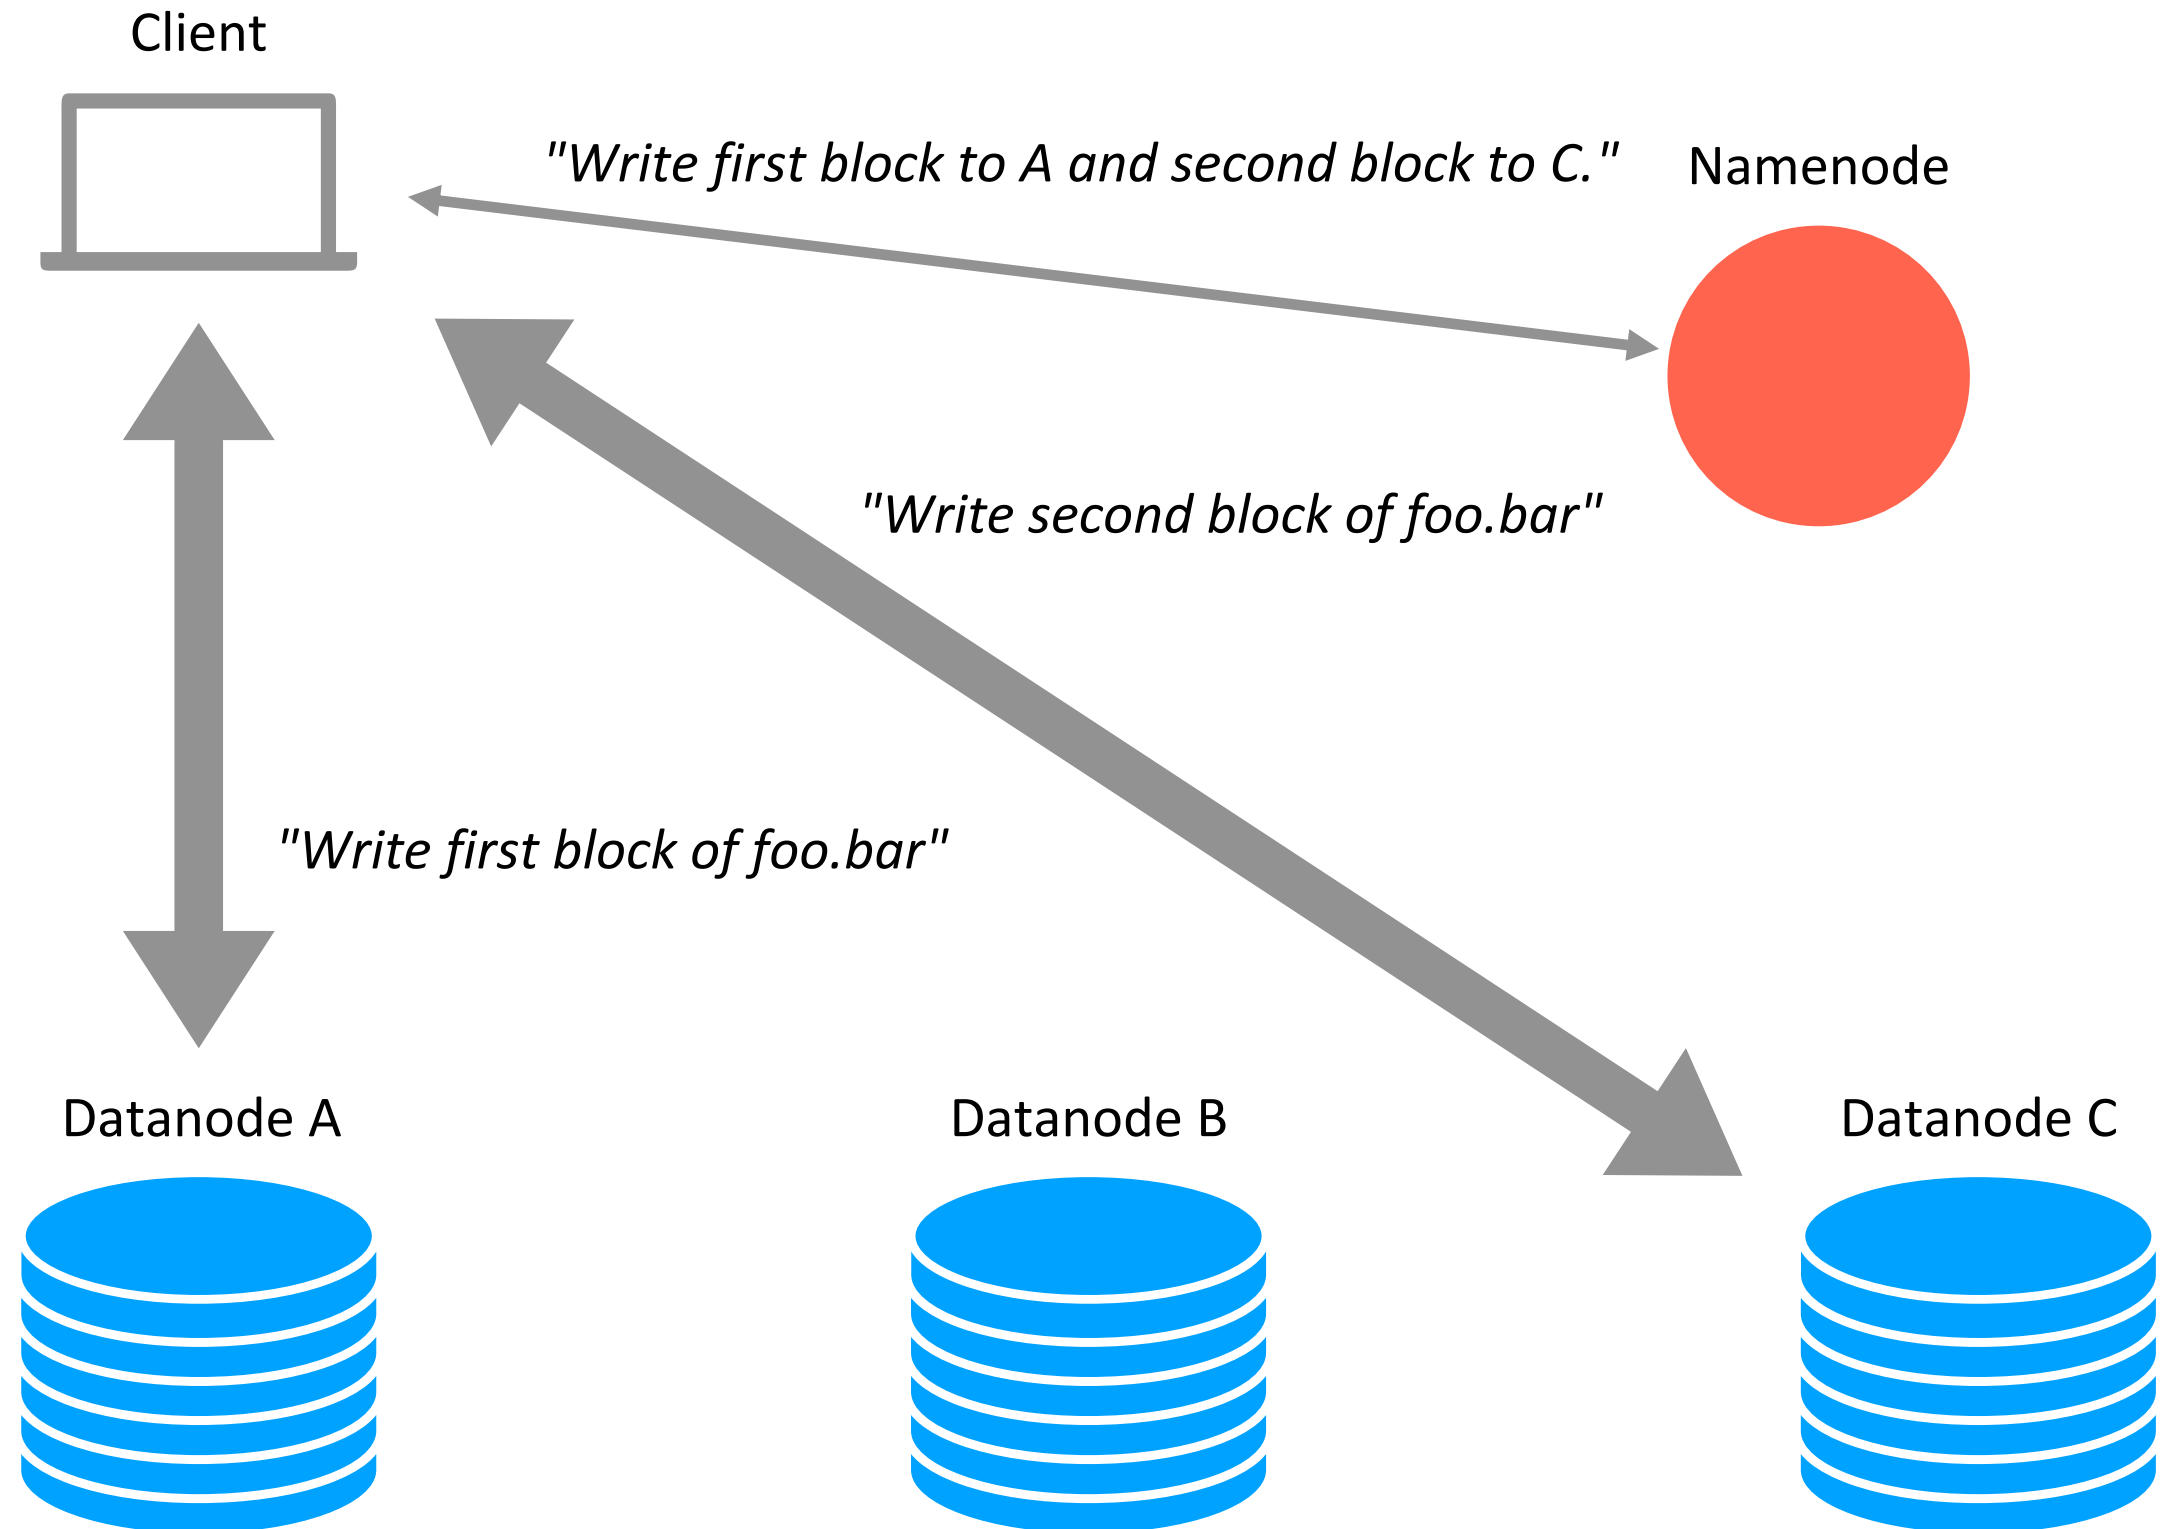 Client
"Write first block to A and second block to C."
Namenode
"Write second block of foo.bar"
"Write first block of foo.bar"
Datanode A
Datanode B
Datanode C